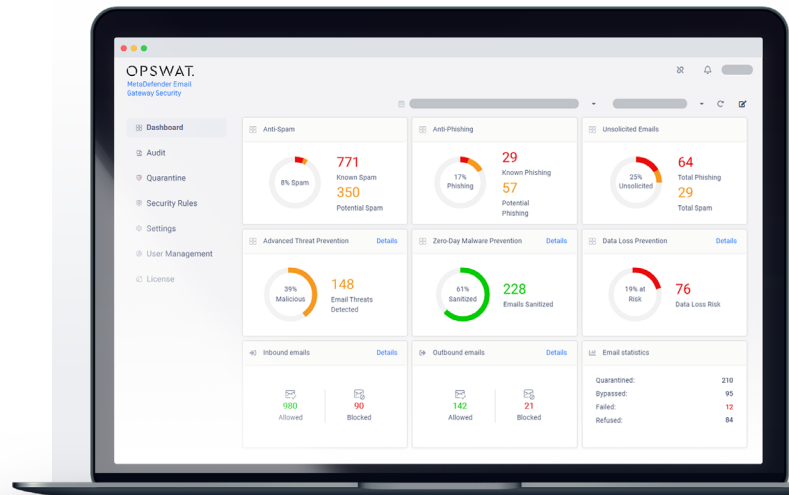 OPSWAT.
MetaDefender Email
Gateway Security
Dashboard
Audit
Quarantine
Security Rules
Settings
User Management
License
Anti-Spam
8% Spam
771
Known Spam
350
Potential Spam
Anti-Phishing
17%
Phishing
29
Known Phishing
57
Potential
Phishing
Unsolicited Emails
25%
Unsolicited
64
Total Phishing
29
Total Spam
Advanced Threat Prevention
Details
39%
Malicious
148
Email Threats
Detected
Zero-Day Malware Prevention
Details
61%
Sanitized
228
Emails Sanitized
Data Loss Prevention
Details
19% at
Risk
76
Data Loss Risk
Inbound emails
Details
980
Allowed
90
Blocked
Outbound emails
Details
142
Allowed
21
Blocked
Email statistics
Quarantined: 210
Bypassed: 95
Failed: 12
Refused: 84